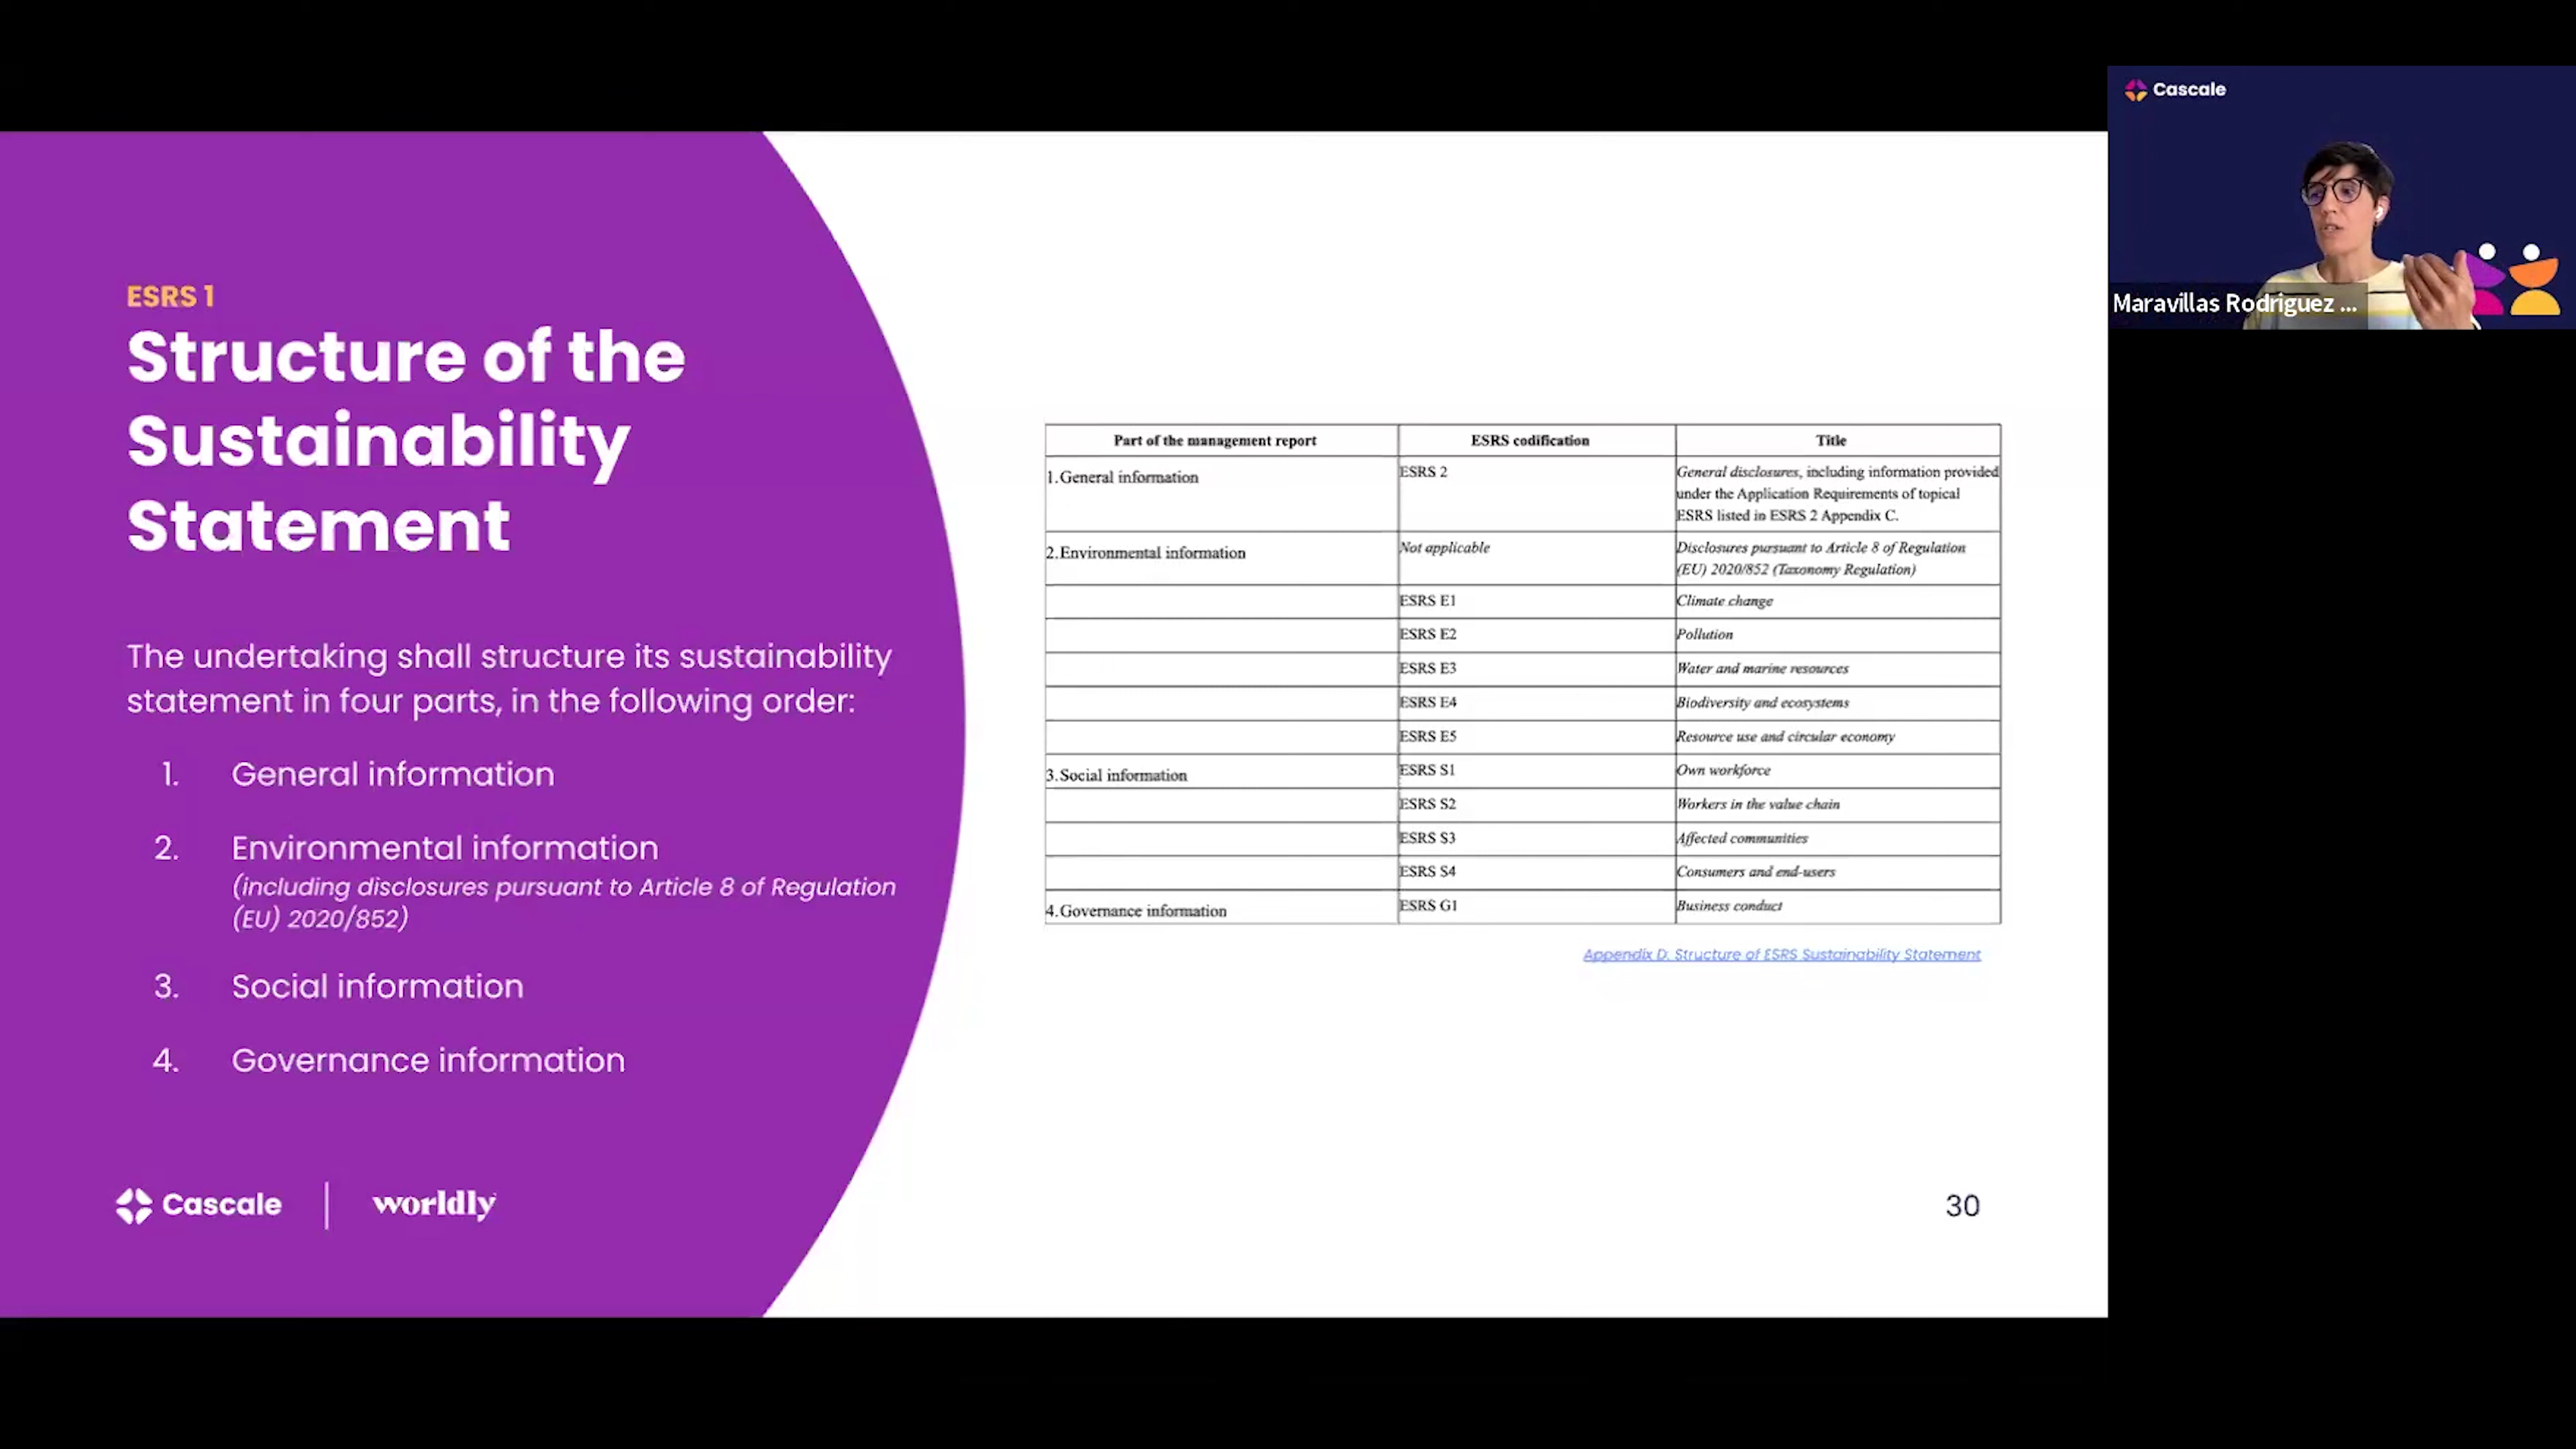 ESRS 1
Structure of the
Sustainability
Statement
The undertaking shall structure its sustainability
statement in four parts, in the following order:
1. General information
2. Environmental information
(including disclosures pursuant to Article 8 of Regulation
(EU) 2020/852)
3. Social information
4. Governance information
Cascale | worldly
Part of the management report ESRS codification Title
1.General information ESRS 2 General disclosures, including information provided
under the Application Requirements of topical
ESRS listed in ESRS 2 Appendix C.
2.Environmental information Not applicable Disclosures pursuant to Article 8 of Regulation
(EU) 2020/852 (Taxonomy Regulation)
ESRS E1 Climate change
ESRS E2 Pollution
ESRS E3 Water and marine resources
ESRS E4 Biodiversity and ecosystems
ESRS E5 Resource use and circular economy
3.Social information ESRS S1 Own workforce
ESRS S2 Workers in the value chain
ESRS S3 Affected communities
ESRS S4 Consumers and end-users
4.Governance information ESRS G1 Business conduct
Appendix D: Structure of ESRS Sustainability Statement
30
Cascale
Maravillas Rodriguez ...